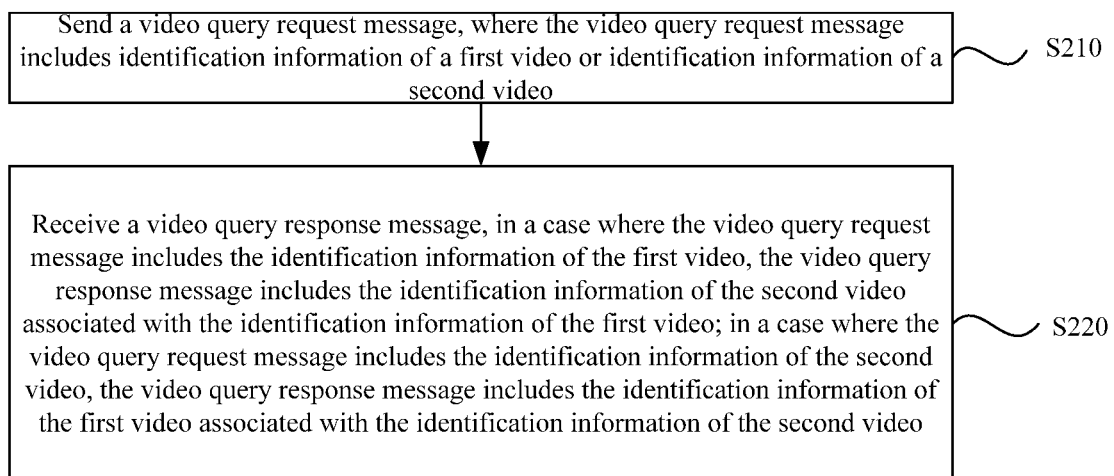 Send a video query request message, where the video query request message
includes identification information of a first video or identification information of a
second video
S210
Receive a video query response message, in a case where the video query request
message includes the identification information of the first video, the video query
response message includes the identification information of the second video
associated with the identification information of the first video; in a case where the
video query request message includes the identification information of the second
video, the video query response message includes the identification information of
the first video associated with the identification information of the second video
S220